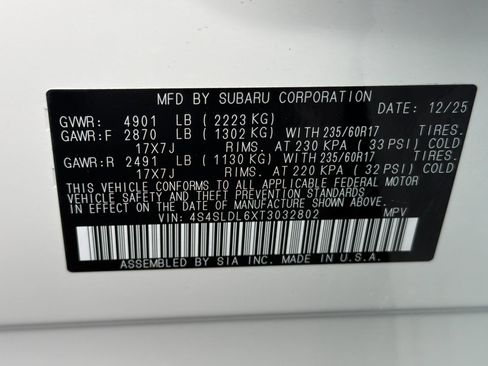 MFD BY SUBARU CORPORATION DATE: 12/25
GVWR: 4901 LB (2223 KG)
GAWR:F 2870 LB (1302 KG) WITH 235/60R17 TIRES.
17X7J RIMS.AT 230 KPA (33 PSI) COLD
GAWR:R 2491 LB (1130 KG) WITH 235/60R17 TIRES.
17X7J RIMS.AT 220 KPA (32 PSI) COLD
THIS VEHICLE CONFORMS TO ALL APPLICABLE FEDERAL MOTOR
VEHICLE SAFETY AND THEFT PREVENTION STANDARDS
IN EFFECT ON THE DATE OF MANUFACTURE SHOWN ABOVE.
VIN: 4S4SLDL6XT3032802 MPV
ASSEMBLED BY SIA INC. MADE IN U.S.A.